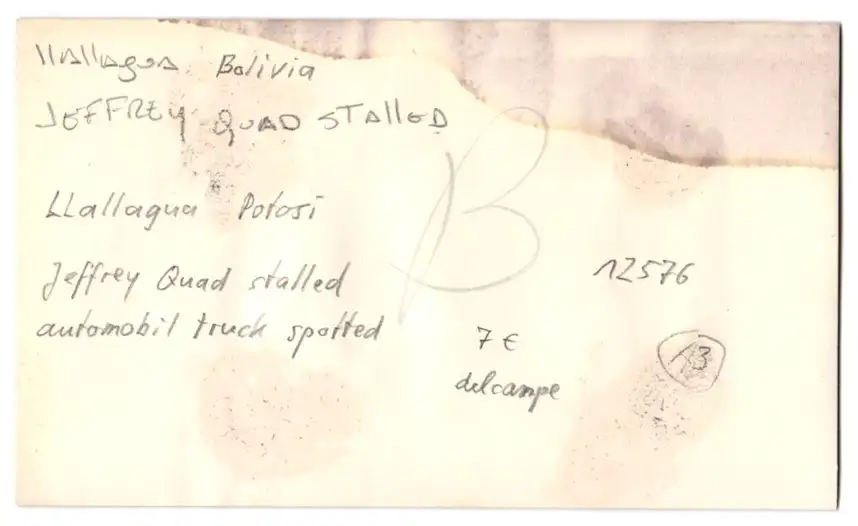 Llallagua Bolivia
JEFFREY QUAD STALLED
B
LLallagua Potosi
Jeffrey Quad stalled
12576
automobil truck spotted
7 €
13
delcampe